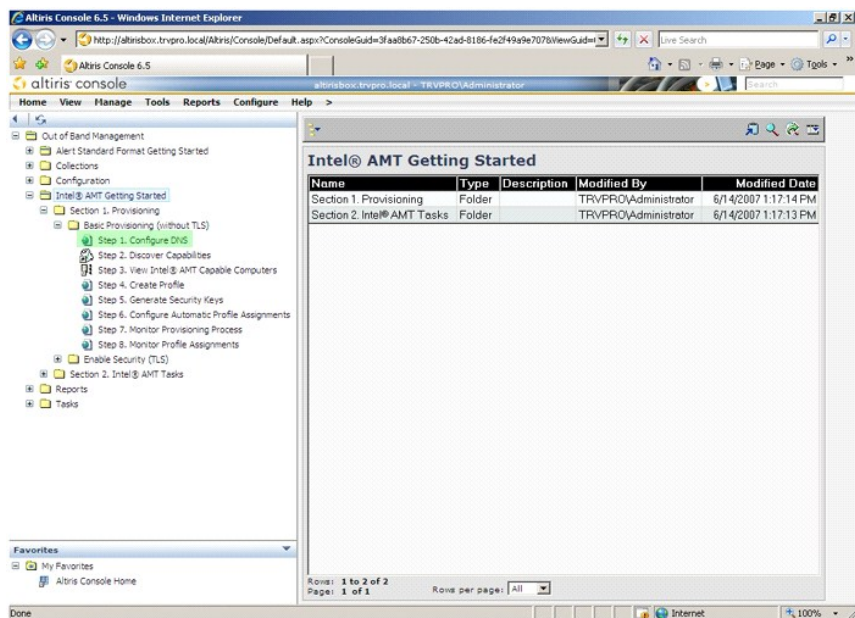 Altiris Console 6.5 - Windows Internet Explorer
http://altirisbox.trvpro.local/Altiris/Console/Default.aspx?ConsoleGuid=3faa8b67-250b-42ad-8186-fe2f49a9e707&ViewGuid=
Live Search
Altiris Console 6.5
Page
Tools
altiris console
altirisbox.trvpro.local - TRVPRO\Administrator
Search
Home View Manage Tools Reports Configure Help >
Out of Band Management
Alert Standard Format Getting Started
Collections
Configuration
Intel® AMT Getting Started
Section 1. Provisioning
Basic Provisioning (without TLS)
Step 1. Configure DNS
Step 2. Discover Capabilities
Step 3. View Intel® AMT Capable Computers
Step 4. Create Profile
Step 5. Generate Security Keys
Step 6. Configure Automatic Profile Assignments
Step 7. Monitor Provisioning Process
Step 8. Monitor Profile Assignments
Enable Security (TLS)
Section 2. Intel® AMT Tasks
Reports
Tasks
Favorites
My Favorites
Altiris Console Home
Intel® AMT Getting Started
Name Type Description Modified By Modified Date
Section 1. Provisioning Folder TRVPRO\Administrator 6/14/2007 1:17:14 PM
Section 2. Intel® AMT Tasks Folder TRVPRO\Administrator 6/14/2007 1:17:13 PM
Rows: 1 to 2 of 2
Page: 1 of 1
Rows per page: All
Done
Internet
100%